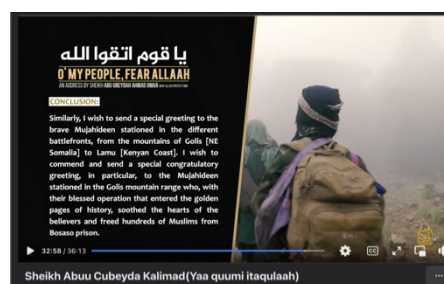 يا قوم اتقوا الله
O' MY PEOPLE, FEAR ALLAAH
AN ADDRESS BY SHEIKH ABU UBEYDAH AHMAD OMAR
CONCLUSION:
Similarly, I wish to send a special greeting to the
brave Mujahideen stationed in the different
battlefronts, from the mountains of Golis [NE
Somalia] to Lamu [Kenyan Coast]. I wish to
commend and send a special congratulatory
greeting, in particular, to the Mujahideen
stationed in the Golis mountain range who, with
their blessed operation that entered the golden
pages of history, soothed the hearts of the
believers and freed hundreds of Muslims from
Bosaso prison.
32:58 / 36:13
CC
Sheikh Abuu Cubeyda Kalimad(Yaa quumi itaqulaah)